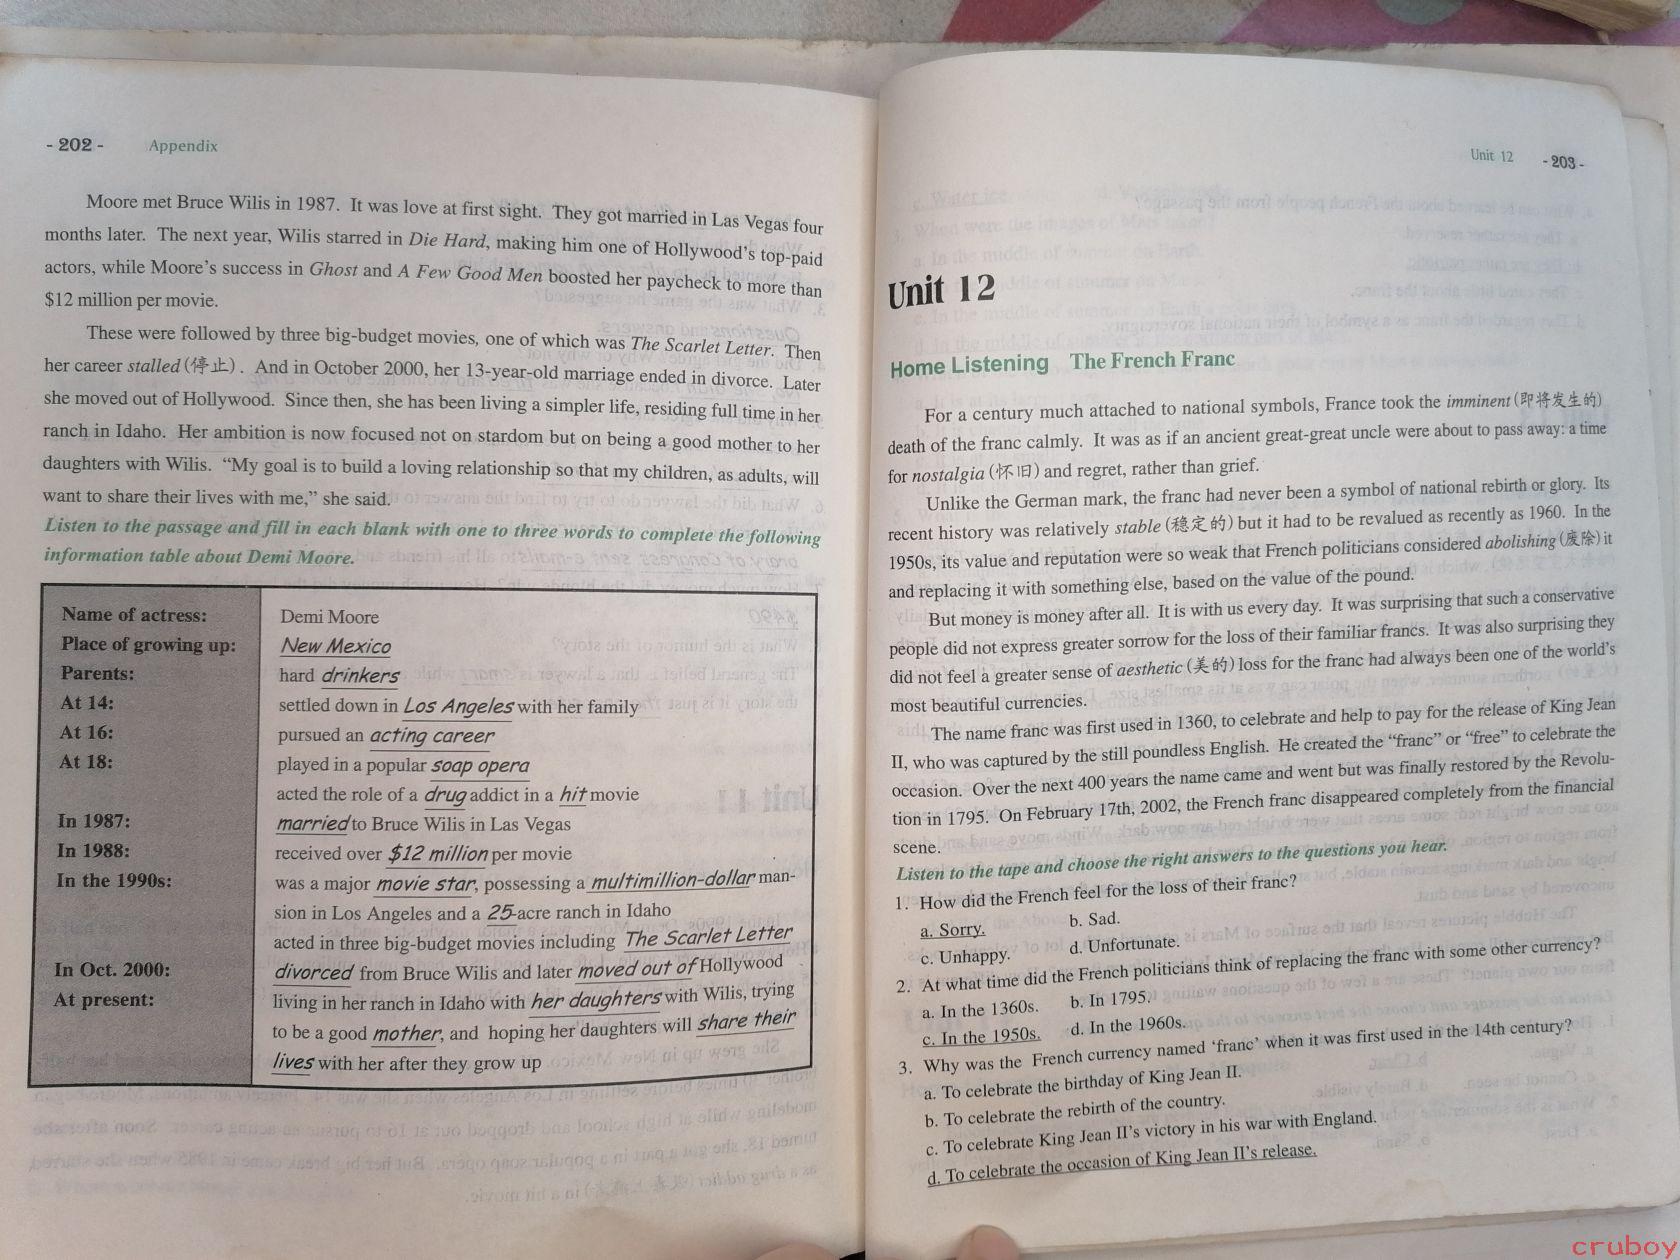 - 202 - Appendix
Moore met Bruce Wilis in 1987. It was love at first sight. They got married in Las Vegas four
months later. The next year, Wilis starred in Die Hard, making him one of Hollywood's top-paid
actors, while Moore's success in Ghost and A Few Good Men boosted her paycheck to more than
$12 million per movie.
These were followed by three big-budget movies, one of which was The Scarlet Letter. Then
her career stalled (停止). And in October 2000, her 13-year-old marriage ended in divorce. Later
she moved out of Hollywood. Since then, she has been living a simpler life, residing full time in her
ranch in Idaho. Her ambition is now focused not on stardom but on being a good mother to her
daughters with Wilis. "My goal is to build a loving relationship so that my children, as adults, will
want to share their lives with me," she said.
Listen to the passage and fill in each blank with one to three words to complete the following
information table about Demi Moore.
Name of actress: Demi Moore
Place of growing up: New Mexico
Parents: hard drinkers
At 14: settled down in Los Angeles with her family
At 16: pursued an acting career
At 18: played in a popular soap opera
acted the role of a drug addict in a hit movie
In 1987: married to Bruce Wilis in Las Vegas
In 1988: received over $12 million per movie
In the 1990s: was a major movie star, possessing a multimillion-dollar man-
sion in Los Angeles and a 25-acre ranch in Idaho
acted in three big-budget movies including The Scarlet Letter
In Oct. 2000: divorced from Bruce Wilis and later moved out of Hollywood
At present: living in her ranch in Idaho with her daughters with Wilis, trying
to be a good mother, and hoping her daughters will share their
lives with her after they grow up
Unit 12 - 203 -
Unit 12
Home Listening The French Franc
For a century much attached to national symbols, France took the imminent (即将发生的)
death of the franc calmly. It was as if an ancient great-great uncle were about to pass away: a time
for nostalgia (怀旧) and regret, rather than grief.
Unlike the German mark, the franc had never been a symbol of national rebirth or glory. Its
recent history was relatively stable (稳定的) but it had to be revalued as recently as 1960. In the
1950s, its value and reputation were so weak that French politicians considered abolishing (废除) it
and replacing it with something else, based on the value of the pound.
But money is money after all. It is with us every day. It was surprising that such a conservative
people did not express greater sorrow for the loss of their familiar francs. It was also surprising they
did not feel a greater sense of aesthetic (美的) loss for the franc had always been one of the world's
most beautiful currencies.
The name franc was first used in 1360, to celebrate and help to pay for the release of King Jean
II, who was captured by the still poundless English. He created the "franc" or "free" to celebrate the
occasion. Over the next 400 years the name came and went but was finally restored by the Revolu-
tion in 1795. On February 17th, 2002, the French franc disappeared completely from the financial
scene.
Listen to the tape and choose the right answers to the questions you hear.
1. How did the French feel for the loss of their franc?
a. Sorry. b. Sad.
c. Unhappy. d. Unfortunate.
2. At what time did the French politicians think of replacing the franc with some other currency?
a. In the 1360s. b. In 1795.
c. In the 1950s. d. In the 1960s.
3. Why was the French currency named 'franc' when it was first used in the 14th century?
a. To celebrate the birthday of King Jean II.
b. To celebrate the rebirth of the country.
c. To celebrate King Jean II's victory in his war with England.
d. To celebrate the occasion of King Jean II's release.
cruboy